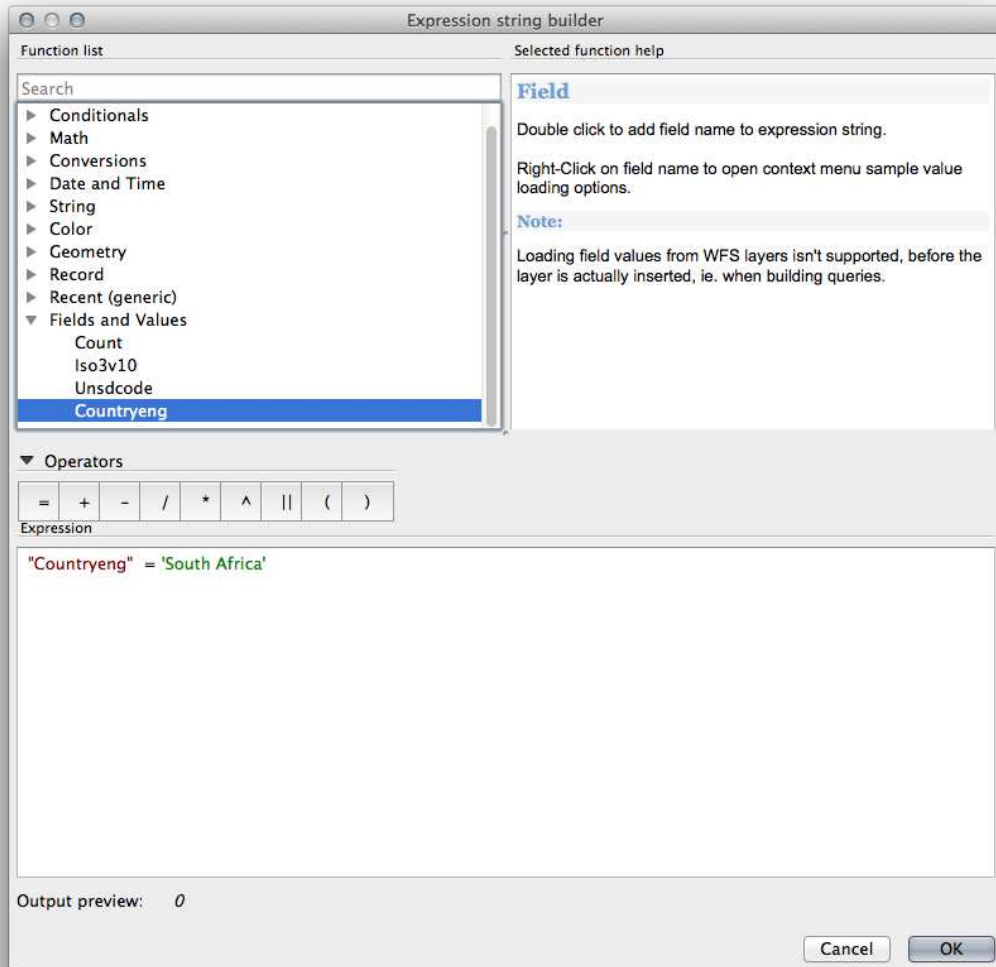 Expression string builder
Function list
Selected function help
Search
Conditionals
Math
Conversions
Date and Time
String
Color
Geometry
Record
Recent (generic)
Fields and Values
Count
Iso3v10
Unsdcode
Countryeng
Field
Double click to add field name to expression string.
Right-Click on field name to open context menu sample value
loading options.
Note:
Loading field values from WFS layers isn't supported, before the
layer is actually inserted, ie. when building queries.
Operators
= + - / * ^ || ( )
Expression
"Countryeng" = 'South Africa'
Output preview: 0
Cancel OK